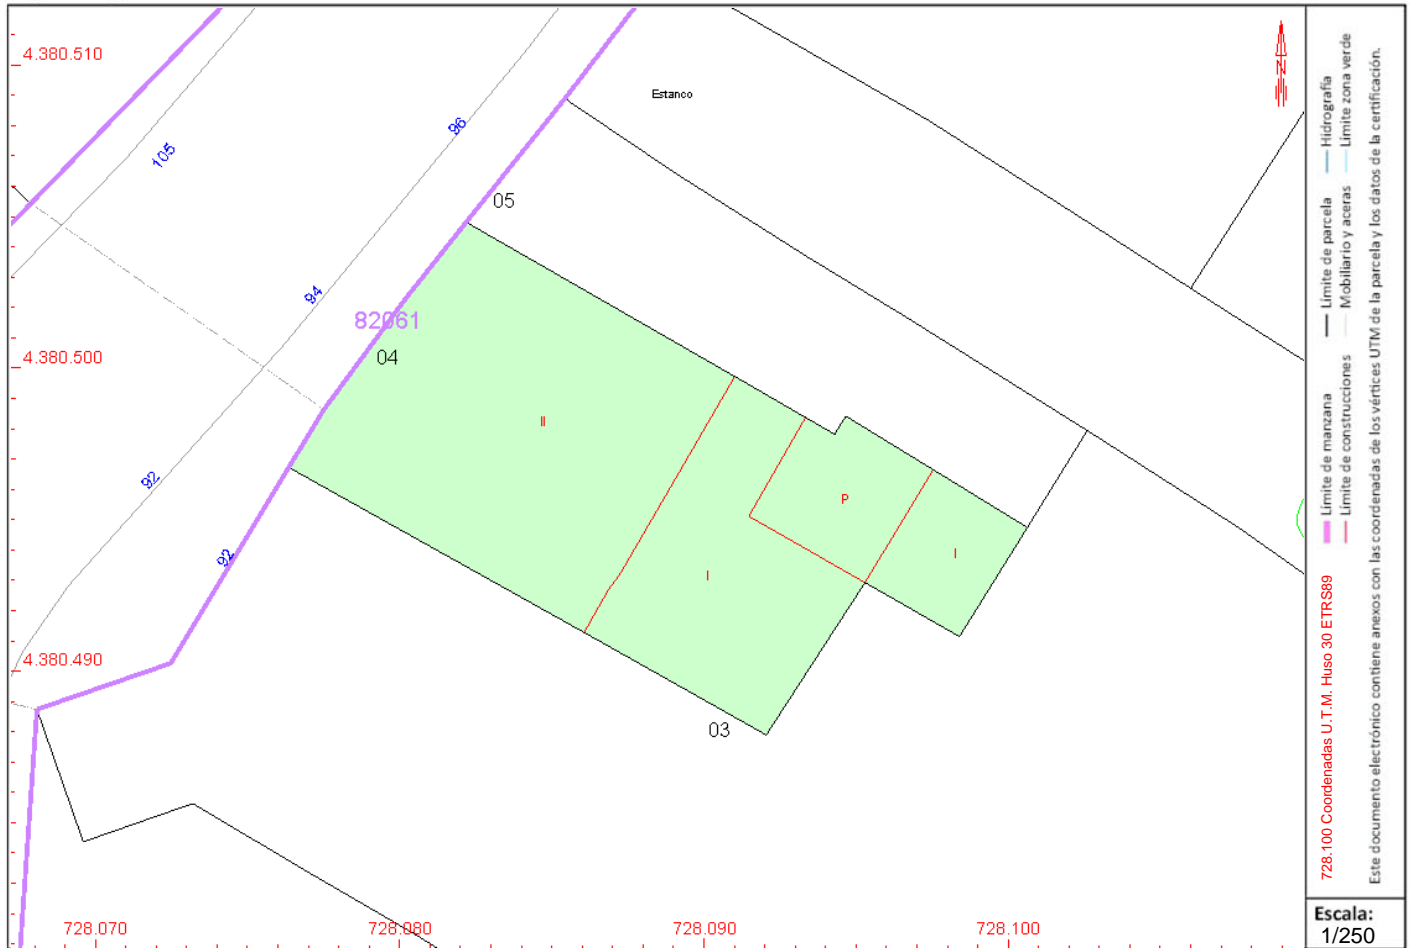 4.380.510
Estanco
96
105
05
94
82061
4.380.500
04
II
92
P
I
92
I
4.380.490
03
728.070
728.080
728.090
728.100
N
Límite de manzana
Límite de parcela
Hidrografía
Límite de construcciones
Mobiliario y aceras
Límite zona verde
728.100 Coordenadas U.T.M. Huso 30 ETRS89
Este documento electrónico contiene anexos con las coordenadas de los vértices UTM de la parcela y los datos de la certificación.
Escala:
1/250